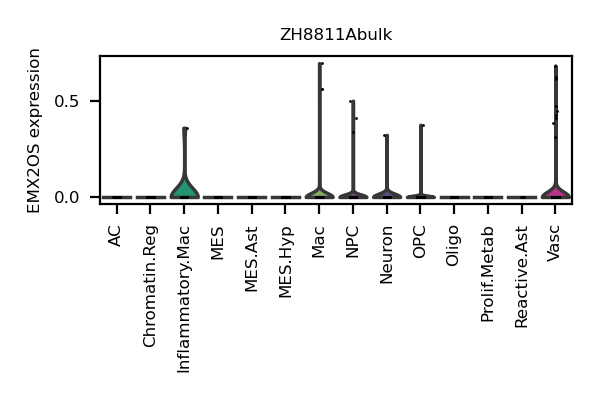 ZH8811Abulk
EMX2OS expression
0.5
0.0
AC
Chromatin.Reg
Inflammatory.Mac
MES
MES.Ast
MES.Hyp
Mac
NPC
Neuron
OPC
Oligo
Prolif.Metab
Reactive.Ast
Vasc